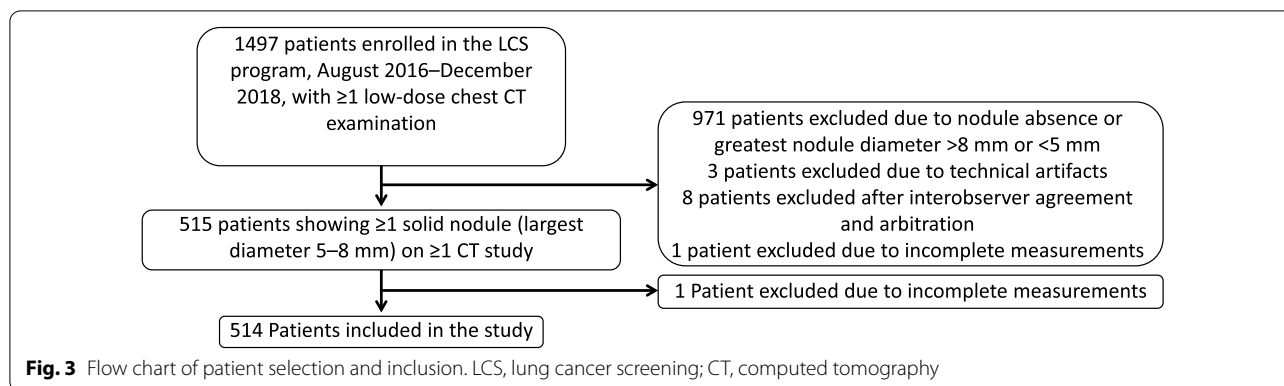 1497 patients enrolled in the LCS
program, August 2016–December
2018, with ≥1 low-dose chest CT
examination
971 patients excluded due to nodule absence or
greatest nodule diameter >8 mm or <5 mm
3 patients excluded due to technical artifacts
8 patients excluded after interobserver agreement
and arbitration
1 patient excluded due to incomplete measurements
515 patients showing ≥1 solid nodule (largest
diameter 5–8 mm) on ≥1 CT study
1 Patient excluded due to incomplete measurements
514 Patients included in the study
Fig. 3 Flow chart of patient selection and inclusion. LCS, lung cancer screening; CT, computed tomography